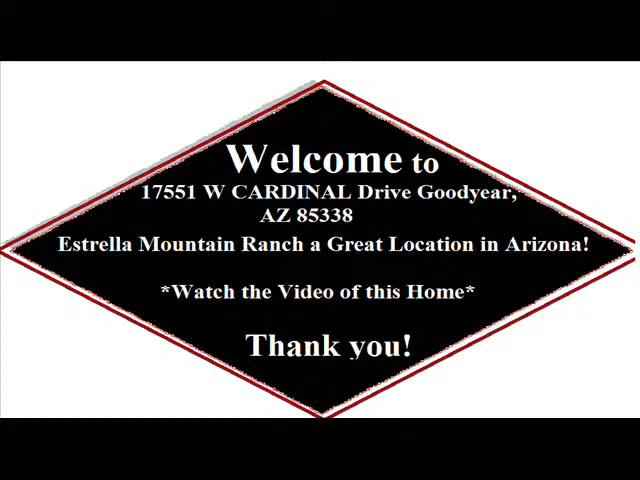 Welcome to
17551 W CARDINAL Drive Goodyear,
AZ 85338
Estrella Mountain Ranch a Great Location in Arizona!
*Watch the Video of this Home*
Thank you!